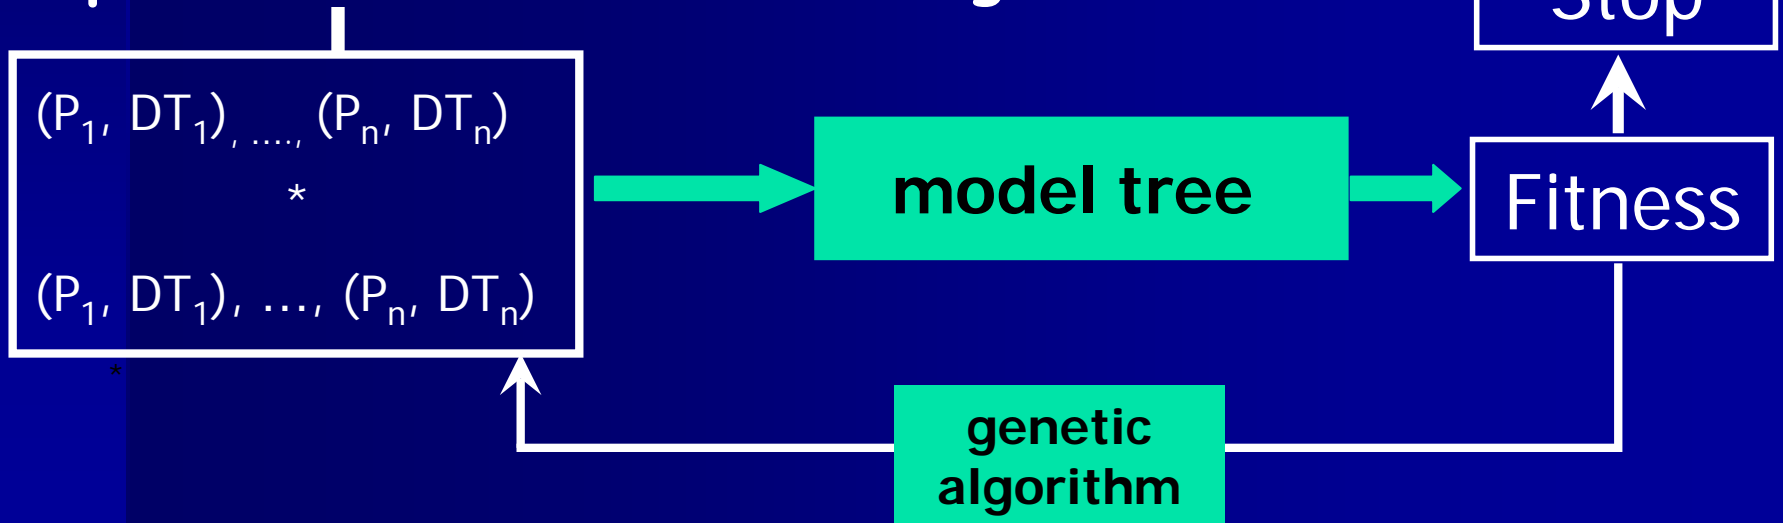 Stop
(P1, DT1), ...., (Pn, DTn)
*
(P1, DT1), ..., (Pn, DTn)
*
model tree
Fitness
genetic
algorithm